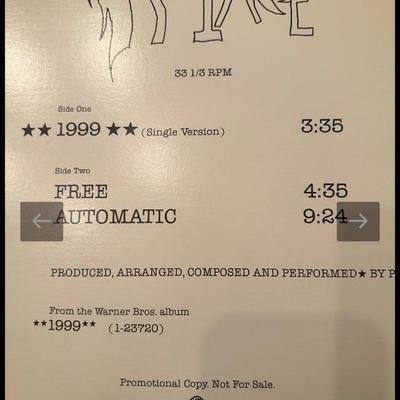 33 1/3 RPM
Side One
★★ 1999 ★★ (Single Version) 3:35
Side Two
FREE 4:35
AUTOMATIC 9:24
PRODUCED, ARRANGED, COMPOSED AND PERFORMED★ BY P
From the Warner Bros. album
★★1999★★ (1-23720)
Promotional Copy. Not For Sale.